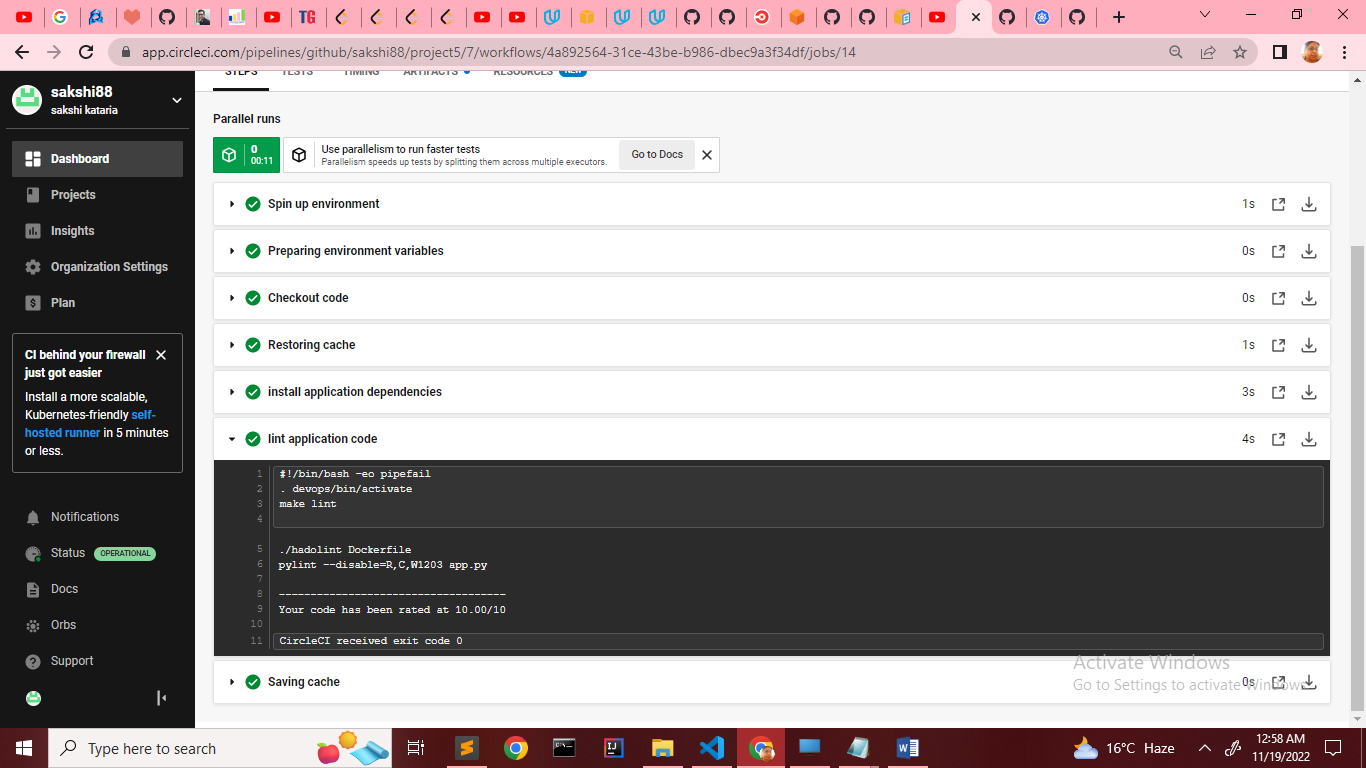 TG
app.circleci.com/pipelines/github/sakshi88/project5/7/workflows/4a892564-31ce-43be-b986-dbec9a3f34df/jobs/14
sakshi88
sakshi kataria
Dashboard
Projects
Insights
Organization Settings
Plan
CI behind your firewall
just got easier
Install a more scalable,
Kubernetes-friendly self-
hosted runner in 5 minutes
or less.
Notifications
Status OPERATIONAL
Docs
Orbs
Support
STEPS TESTS TIMING ARTIFACTS RESOURCES NEW
Parallel runs
0
00:11
Use parallelism to run faster tests
Parallelism speeds up tests by splitting them across multiple executors.
Go to Docs
Spin up environment 1s
Preparing environment variables 0s
Checkout code 0s
Restoring cache 1s
install application dependencies 3s
lint application code 4s
1 #!/bin/bash -eo pipefail
2 . devops/bin/activate
3 make lint
4
5 ./hadolint Dockerfile
6 pylint --disable=R,C,W1203 app.py
7
8 ------------------------------------
9 Your code has been rated at 10.00/10
10
11 CircleCI received exit code 0
Saving cache 0s
Activate Windows
Go to Settings to activate Windows.
Type here to search
16°C Haze
12:58 AM
11/19/2022